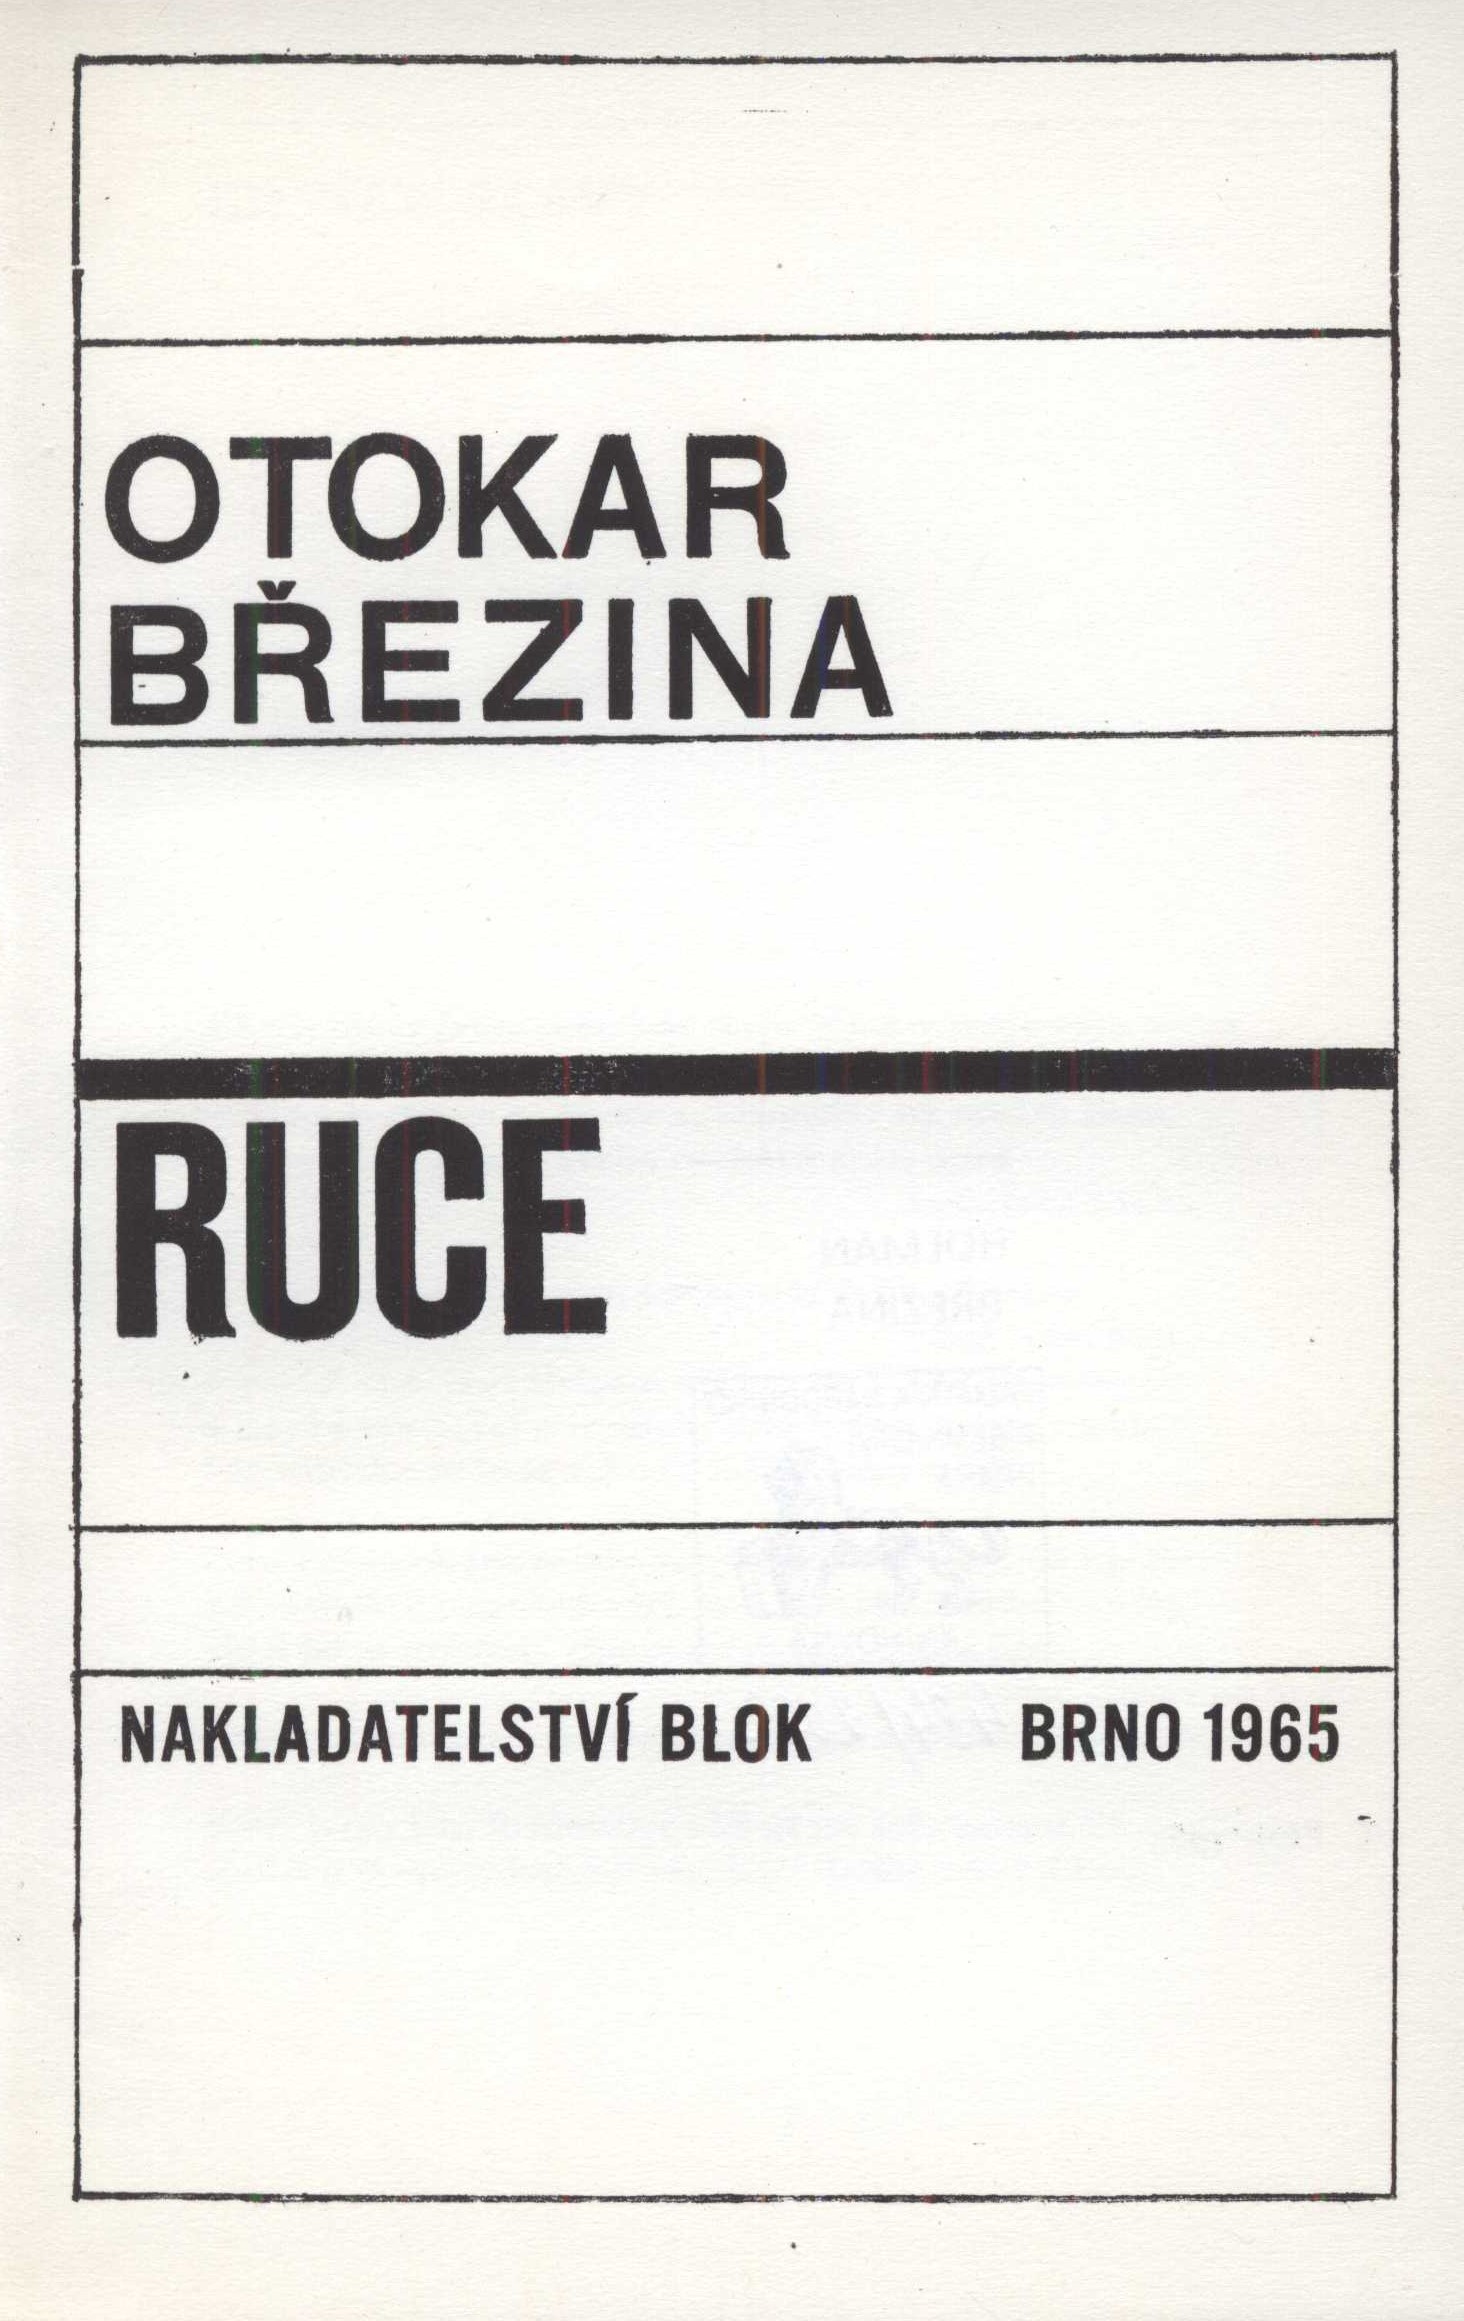 OTOKAR
BŘEZINA
RUCE
NAKLADATELSTVÍ BLOK BRNO 1965